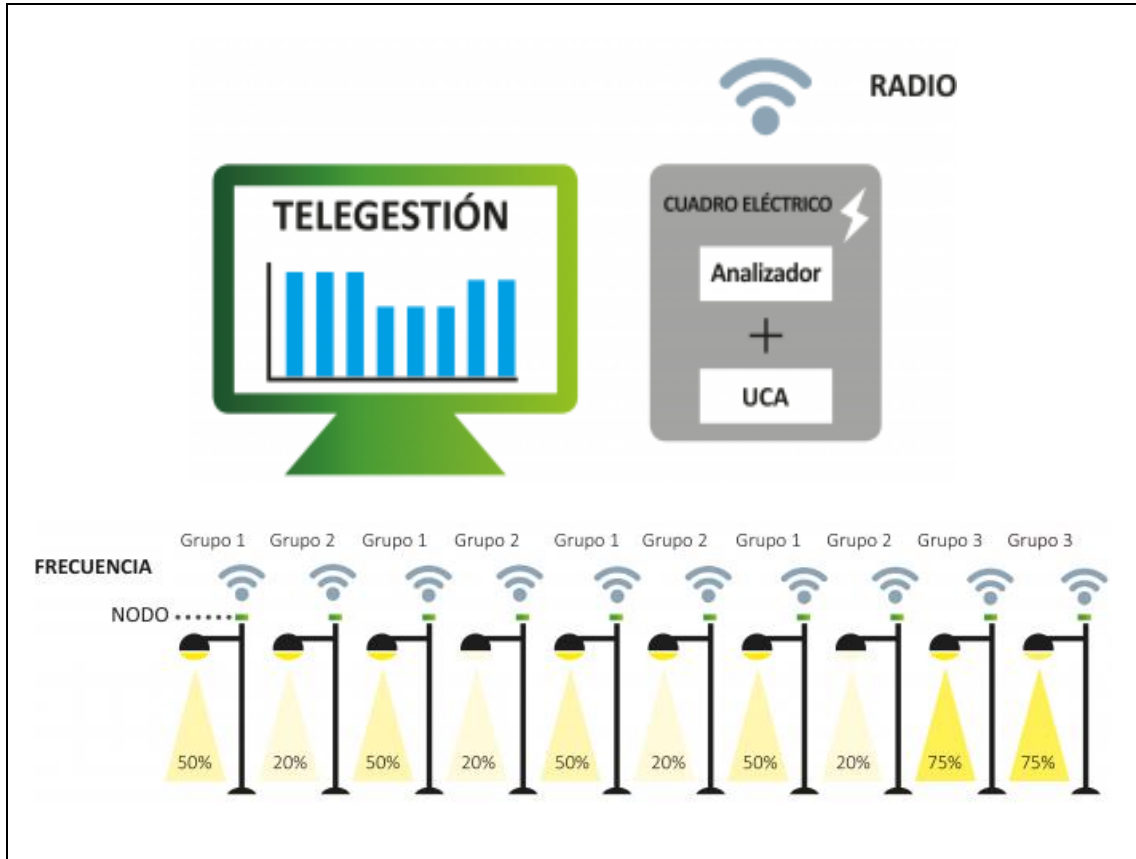 RADIO
TELEGESTIÓN
CUADRO ELÉCTRICO
Analizador
+
UCA
Grupo 1 Grupo 2 Grupo 1 Grupo 2 Grupo 1 Grupo 2 Grupo 1 Grupo 2 Grupo 3 Grupo 3
FRECUENCIA
NODO
50% 20% 50% 20% 50% 20% 50% 20% 75% 75%